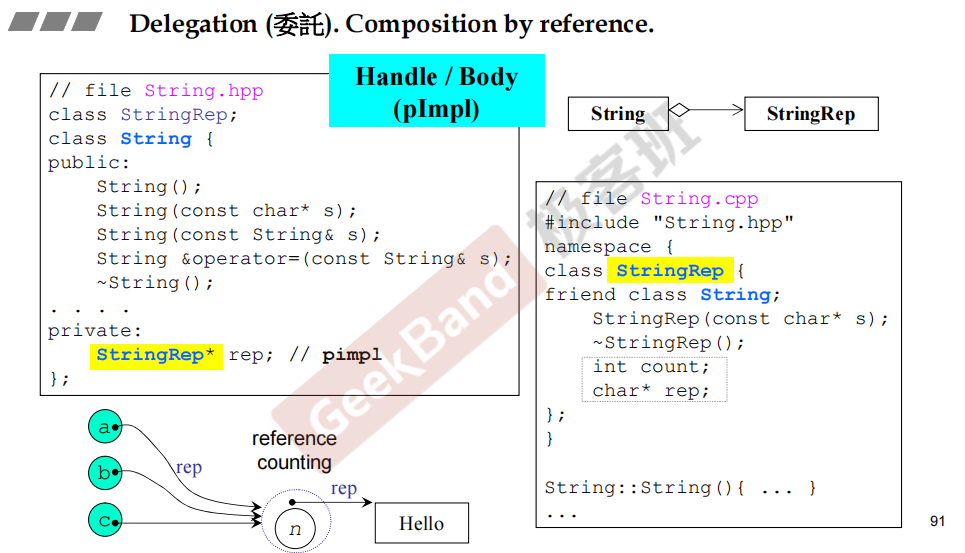 Delegation (委託). Composition by reference.
Handle / Body
(pImpl)
// file String.hpp
class StringRep;
class String {
public:
    String();
    String(const char* s);
    String(const String& s);
    String &operator=(const String& s);
    ~String();
. . . .
private:
    StringRep* rep; // pimpl
};
String
StringRep
// file String.cpp
#include "String.hpp"
namespace {
class StringRep {
friend class String;
    StringRep(const char* s);
    ~StringRep();
    int count;
    char* rep;
};
}
String::String(){ ... }
...
a
b
c
rep
reference
counting
rep
n
Hello
GeekBand 极客班
91